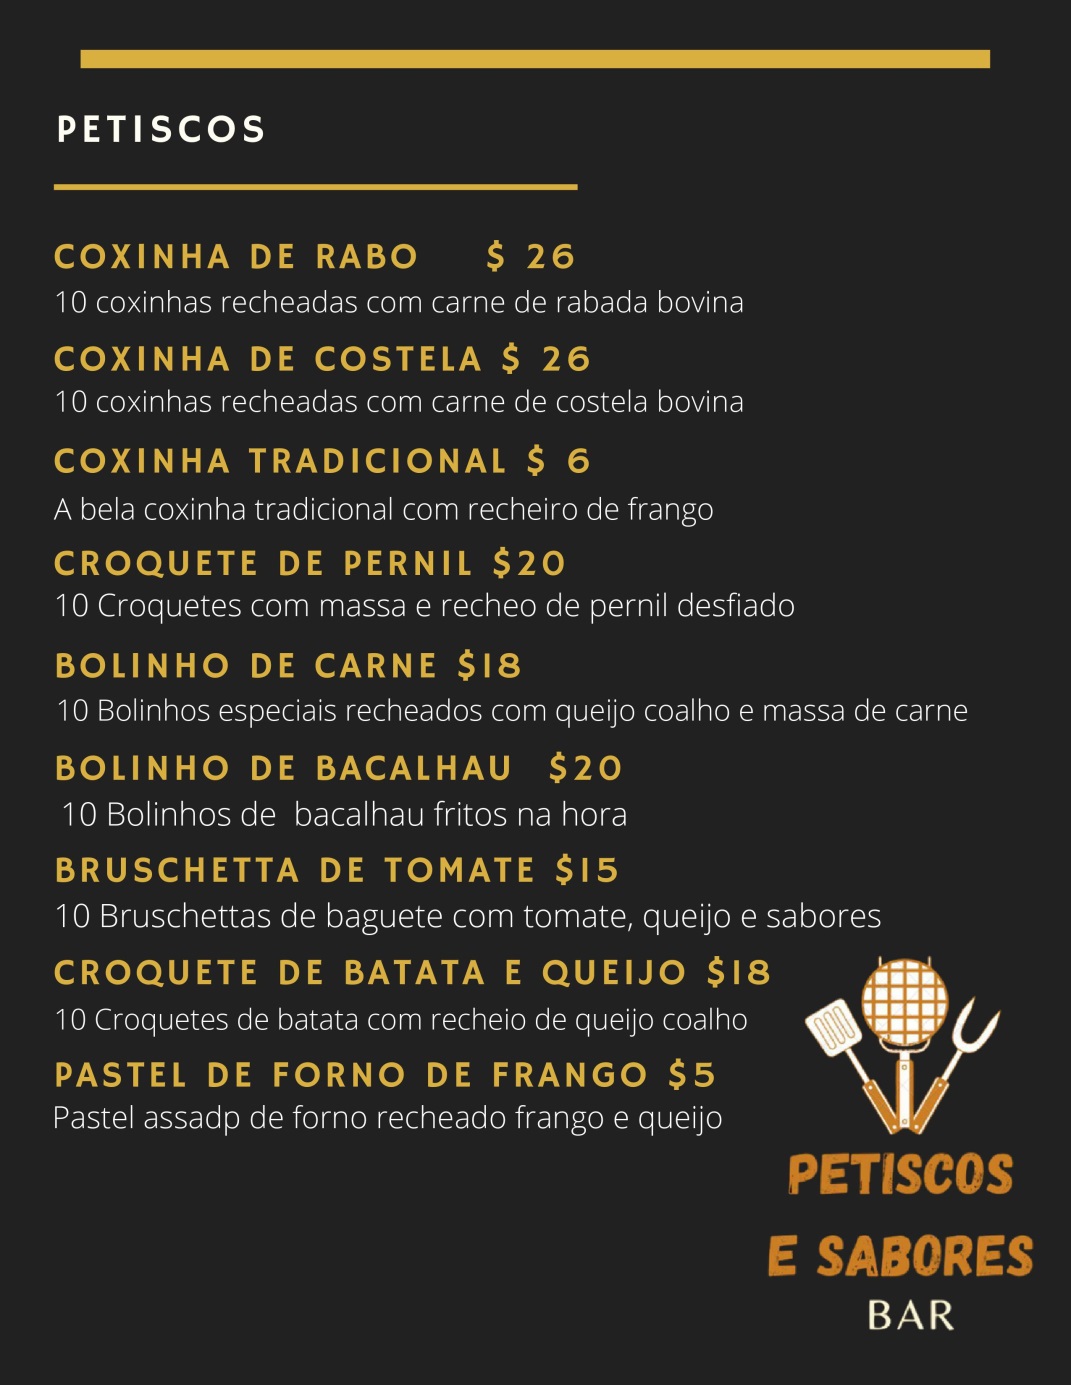 PETISCOS
COXINHA DE RABO $ 26
10 coxinhas recheadas com carne de rabada bovina
COXINHA DE COSTELA $ 26
10 coxinhas recheadas com carne de costela bovina
COXINHA TRADICIONAL $ 6
A bela coxinha tradicional com recheiro de frango
CROQUETE DE PERNIL $20
10 Croquetes com massa e recheo de pernil desfiado
BOLINHO DE CARNE $18
10 Bolinhos especiais recheados com queijo coalho e massa de carne
BOLINHO DE BACALHAU $20
10 Bolinhos de bacalhau fritos na hora
BRUSCHETTA DE TOMATE $15
10 Bruschettas de baguete com tomate, queijo e sabores
CROQUETE DE BATATA E QUEIJO $18
10 Croquetes de batata com recheio de queijo coalho
PASTEL DE FORNO DE FRANGO $5
Pastel assadp de forno recheado frango e queijo
PETISCOS
E SABORES
BAR